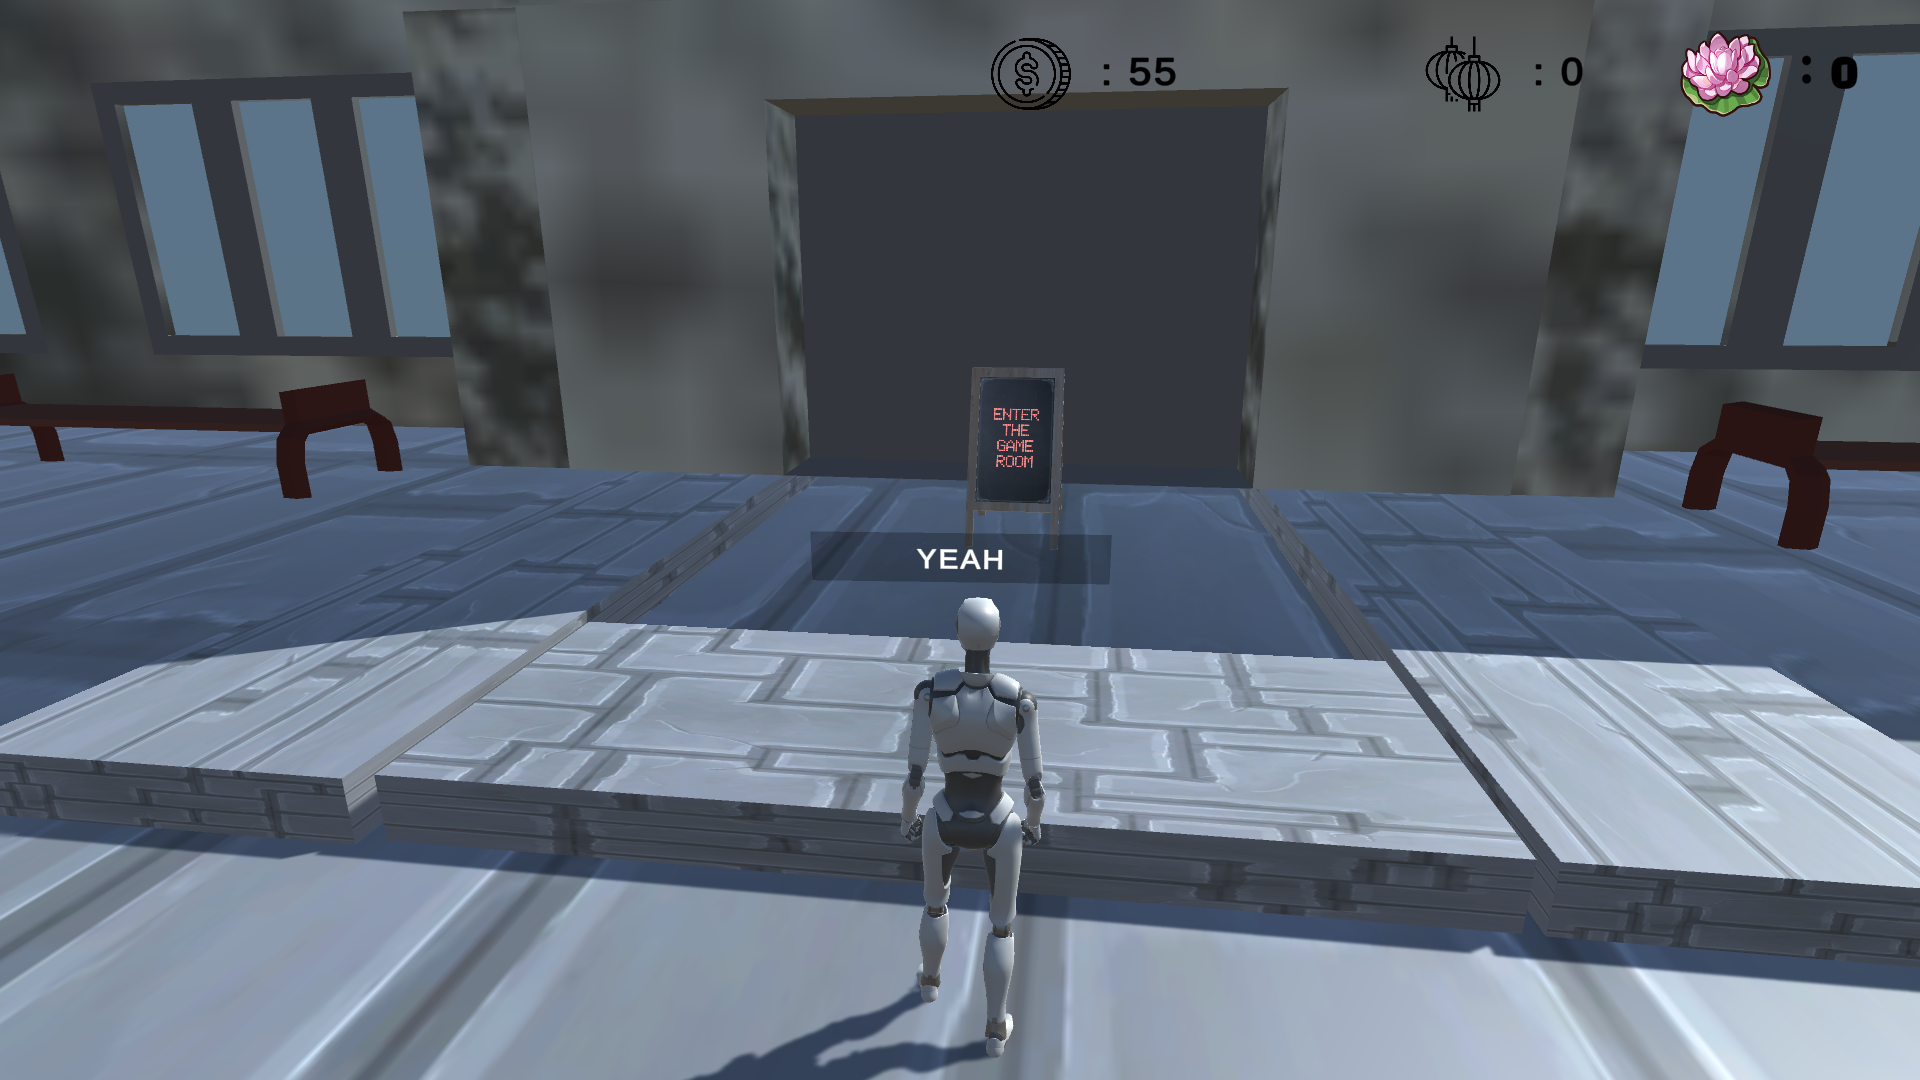 : 55
: 0
: 0
ENTER
THE
GAME
ROOM
YEAH